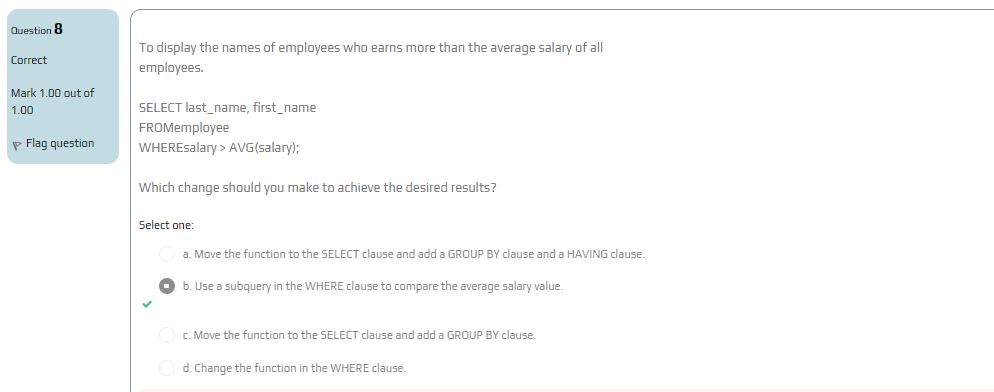 Question 8
Correct
Mark 1.00 out of
1.00
Flag question
To display the names of employees who earns more than the average salary of all
employees.
SELECT last_name, first_name
FROMemployee
WHEREsalary > AVG(salary);
Which change should you make to achieve the desired results?
Select one:
a. Move the function to the SELECT clause and add a GROUP BY clause and a HAVING clause.
b. Use a subquery in the WHERE clause to compare the average salary value.
c. Move the function to the SELECT clause and add a GROUP BY clause.
d. Change the function in the WHERE clause.